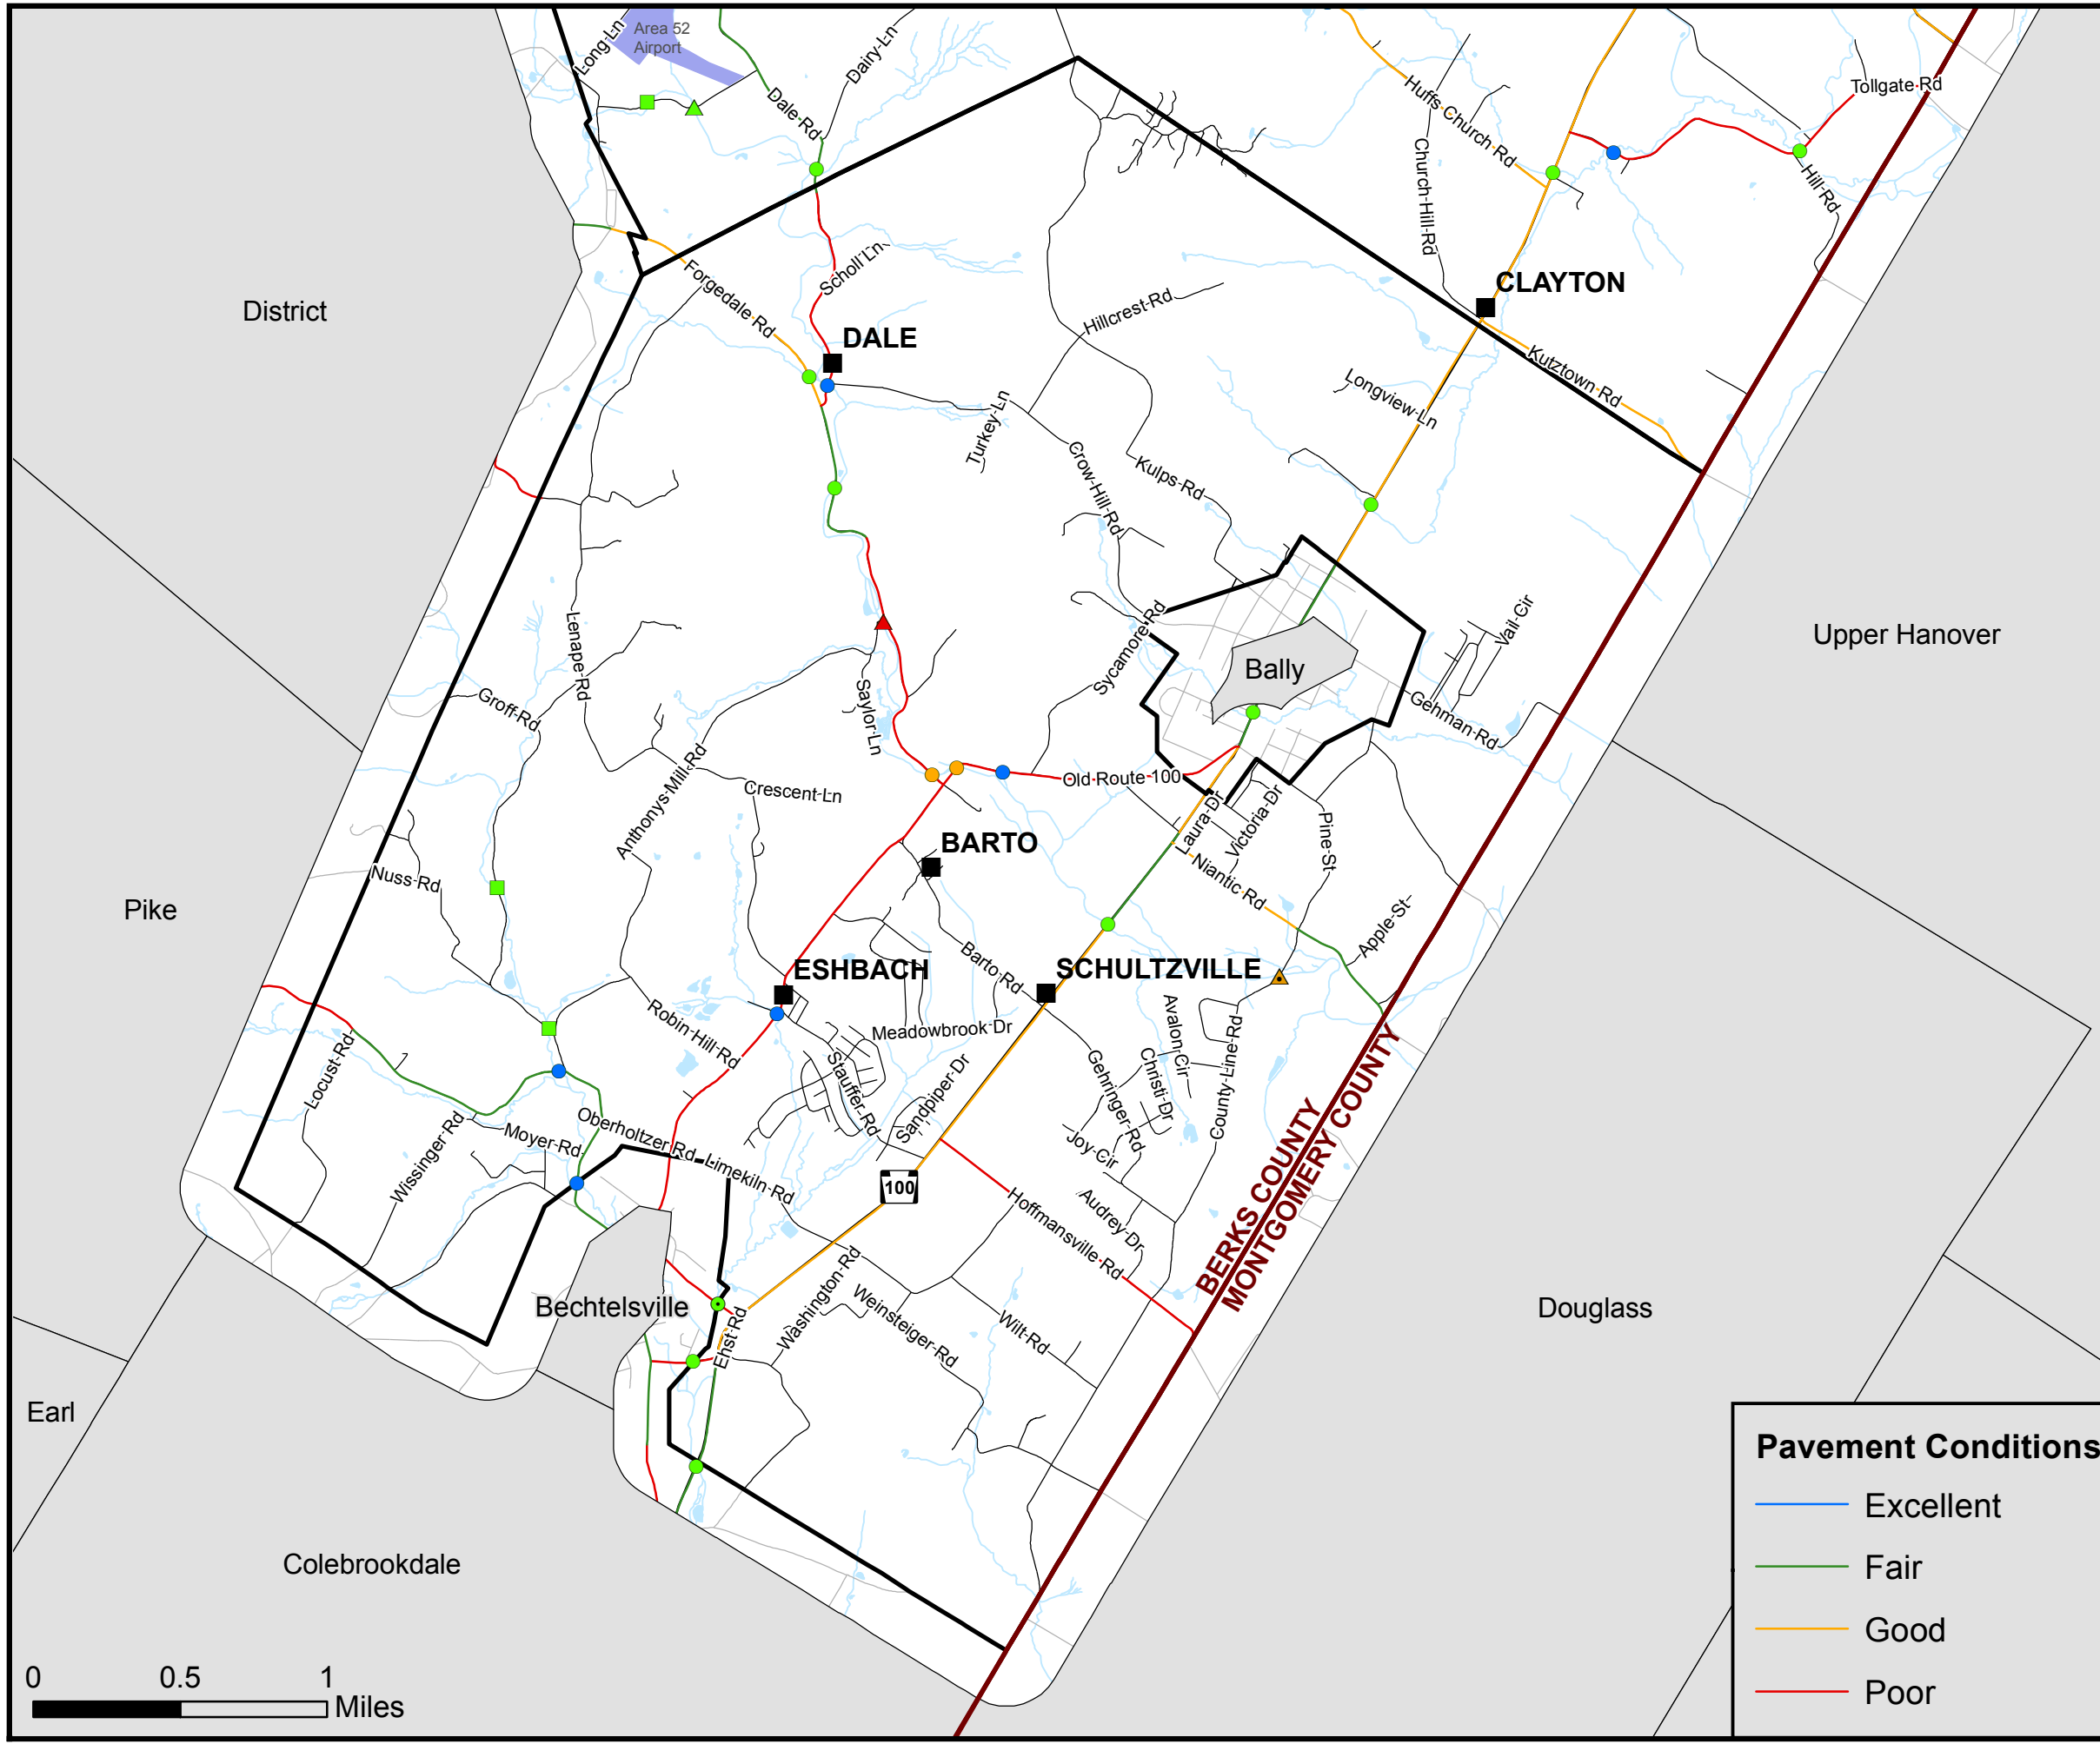 Area 52
Airport
Long Ln
Dairy Ln
Dale Rd
Tollgate Rd
Huffs Church Rd
Church Hill Rd
Hill Rd
District
Forgedale Rd
Scholl Ln
CLAYTON
Hillcrest Rd
DALE
Kutztown Rd
Longview Ln
Turkey Ln
Crow Hill Rd
Kulps Rd
Lenape Rd
Sycamore Rd
Vail Cir
Upper Hanover
Bally
Groff Rd
Saylor Ln
Gehman Rd
Anthonys Mill Rd
Crescent Ln
Old Route 100
BARTO
Laura Dr
Victoria Dr
Pine St
Nuss Rd
Niantic Rd
Pike
Apple St
Barto Rd
ESHBACH
SCHULTZVILLE
Robin Hill Rd
Meadowbrook Dr
Avalon Cir
Locust Rd
Stauffer Rd
Sandpiper Dr
Gehringer Rd
Christi Dr
County Line Rd
BERKS COUNTY
MONTGOMERY COUNTY
Wissinger Rd
Moyer Rd
Oberholtzer Rd
Limekiln Rd
Joy Cir
100
Hoffmansville Rd
Audrey Dr
Bechtelsville
Ehst Rd
Washington Rd
Weinsteiger Rd
Wilt Rd
Douglass
Earl
Colebrookdale
Pavement Conditions
Excellent
Fair
Good
Poor
0 0.5 1
Miles